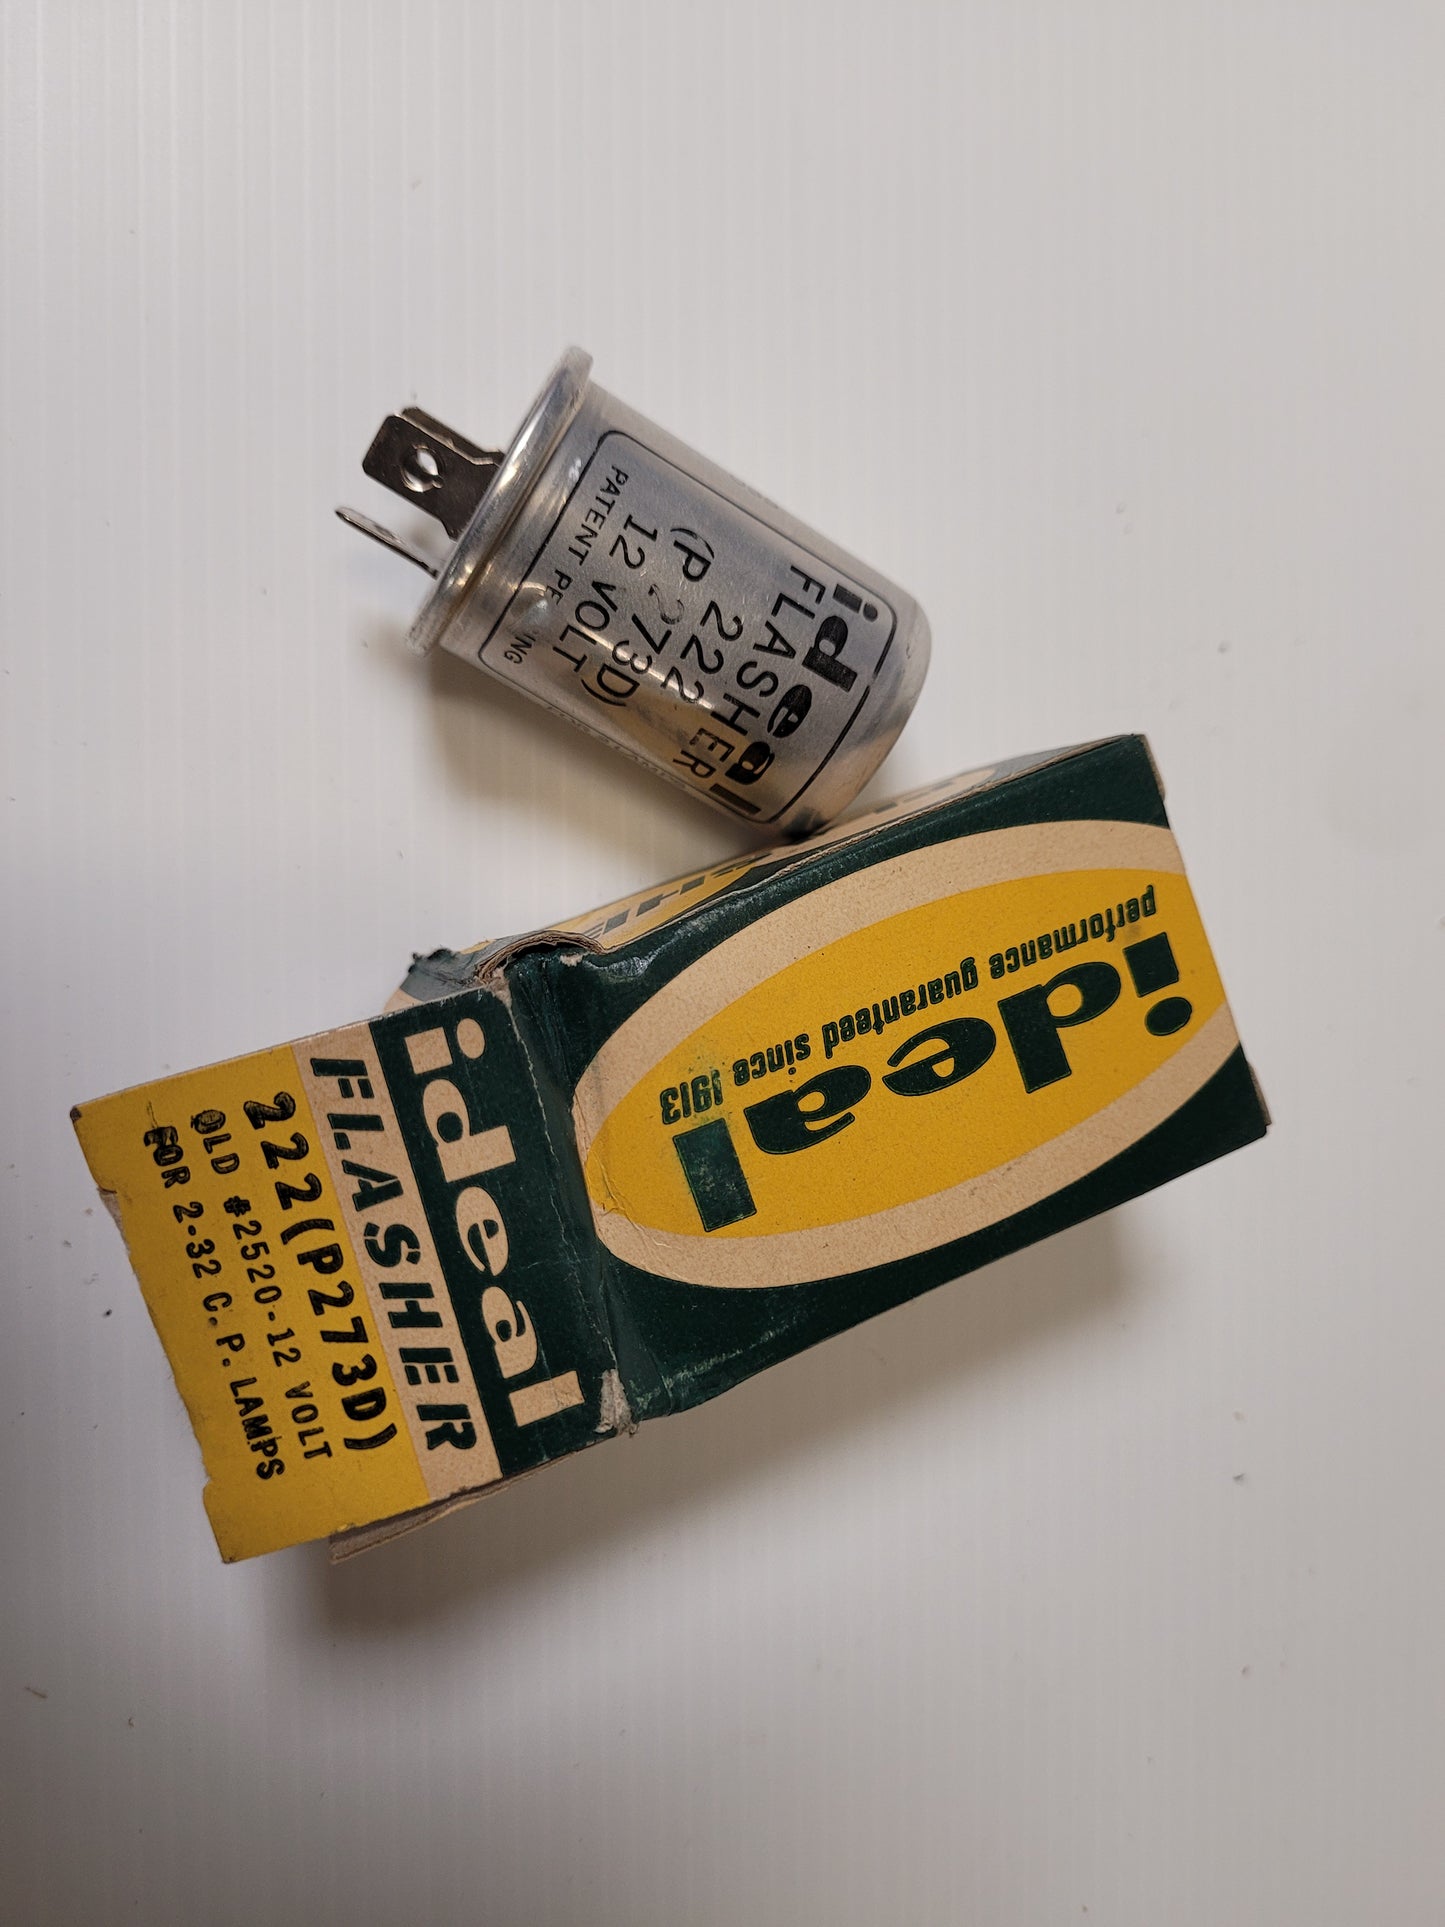 ideal
FLASHER
222
(P 273D)
12 VOLT
PATENT
ideal
performance guaranteed since 1913
ideal
FLASHER
222(P273D)
OLD #2520-12 VOLT
FOR 2-32 C.P. LAMPS